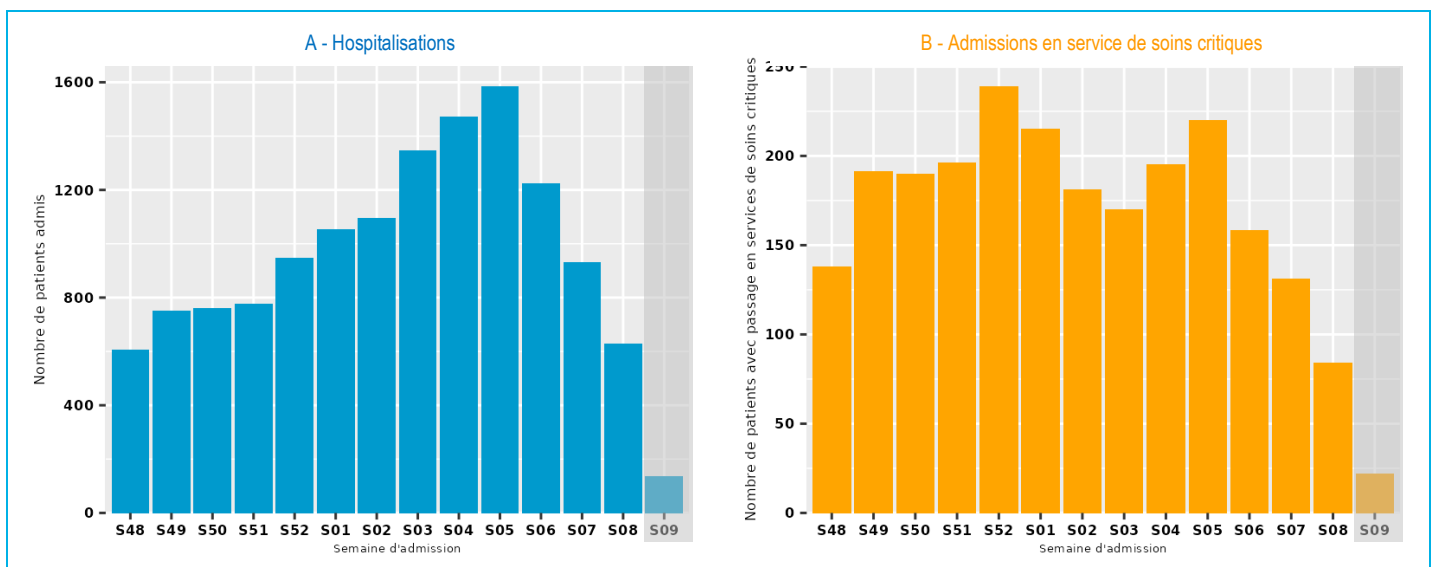 A - Hospitalisations
Nombre de patients admis
1600
1200
800
400
0
S48 S49 S50 S51 S52 S01 S02 S03 S04 S05 S06 S07 S08 S09
Semaine d'admission
B - Admissions en service de soins critiques
Nombre de patients avec passage en services de soins critiques
250
200
150
100
50
0
S48 S49 S50 S51 S52 S01 S02 S03 S04 S05 S06 S07 S08 S09
Semaine d'admission